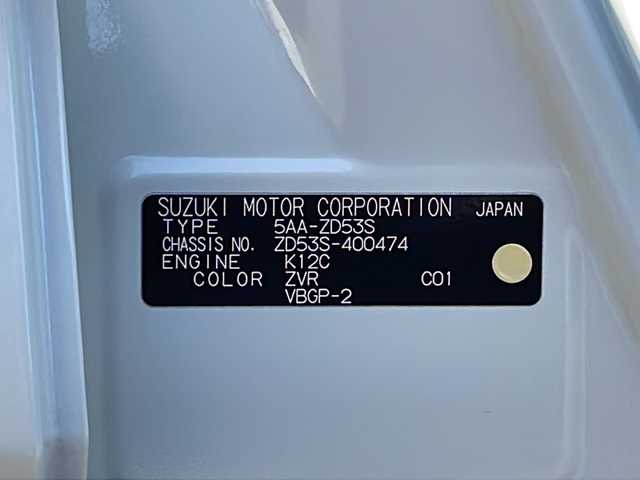 SUZUKI MOTOR CORPORATION JAPAN
TYPE 5AA-ZD53S
CHASSIS NO. ZD53S-400474
ENGINE K12C
COLOR ZVR C01
VBGP-2